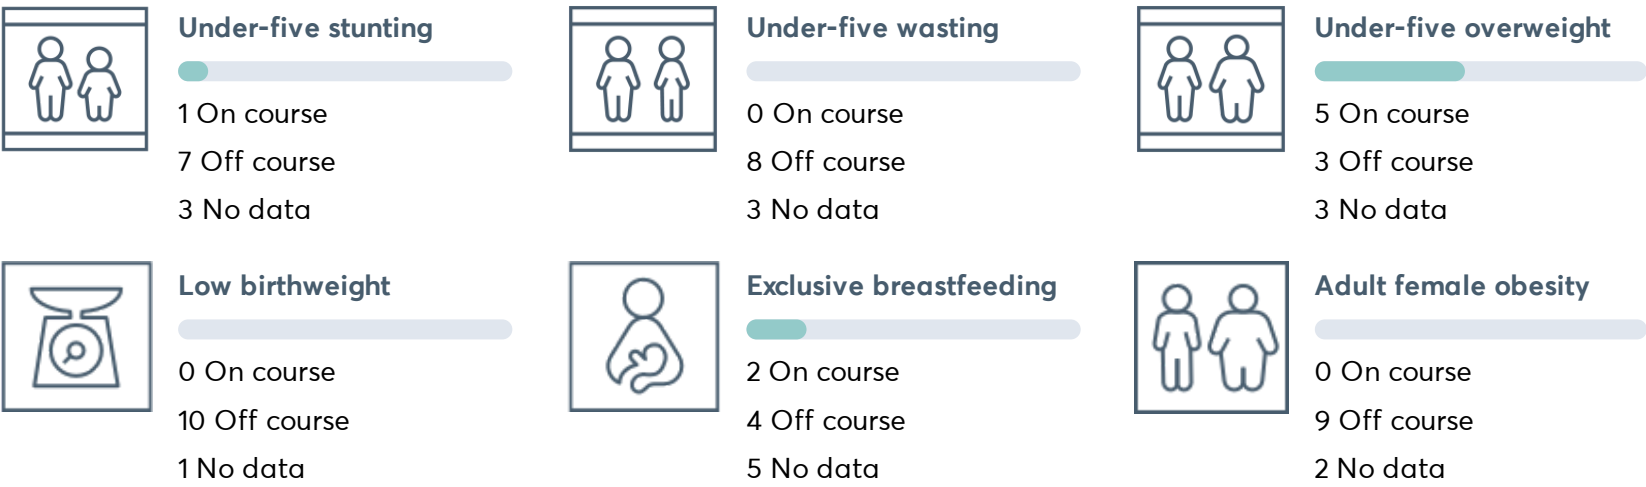 Under-five stunting
1 On course
7 Off course
3 No data
Under-five wasting
0 On course
8 Off course
3 No data
Under-five overweight
5 On course
3 Off course
3 No data
Low birthweight
0 On course
10 Off course
1 No data
Exclusive breastfeeding
2 On course
4 Off course
5 No data
Adult female obesity
0 On course
9 Off course
2 No data